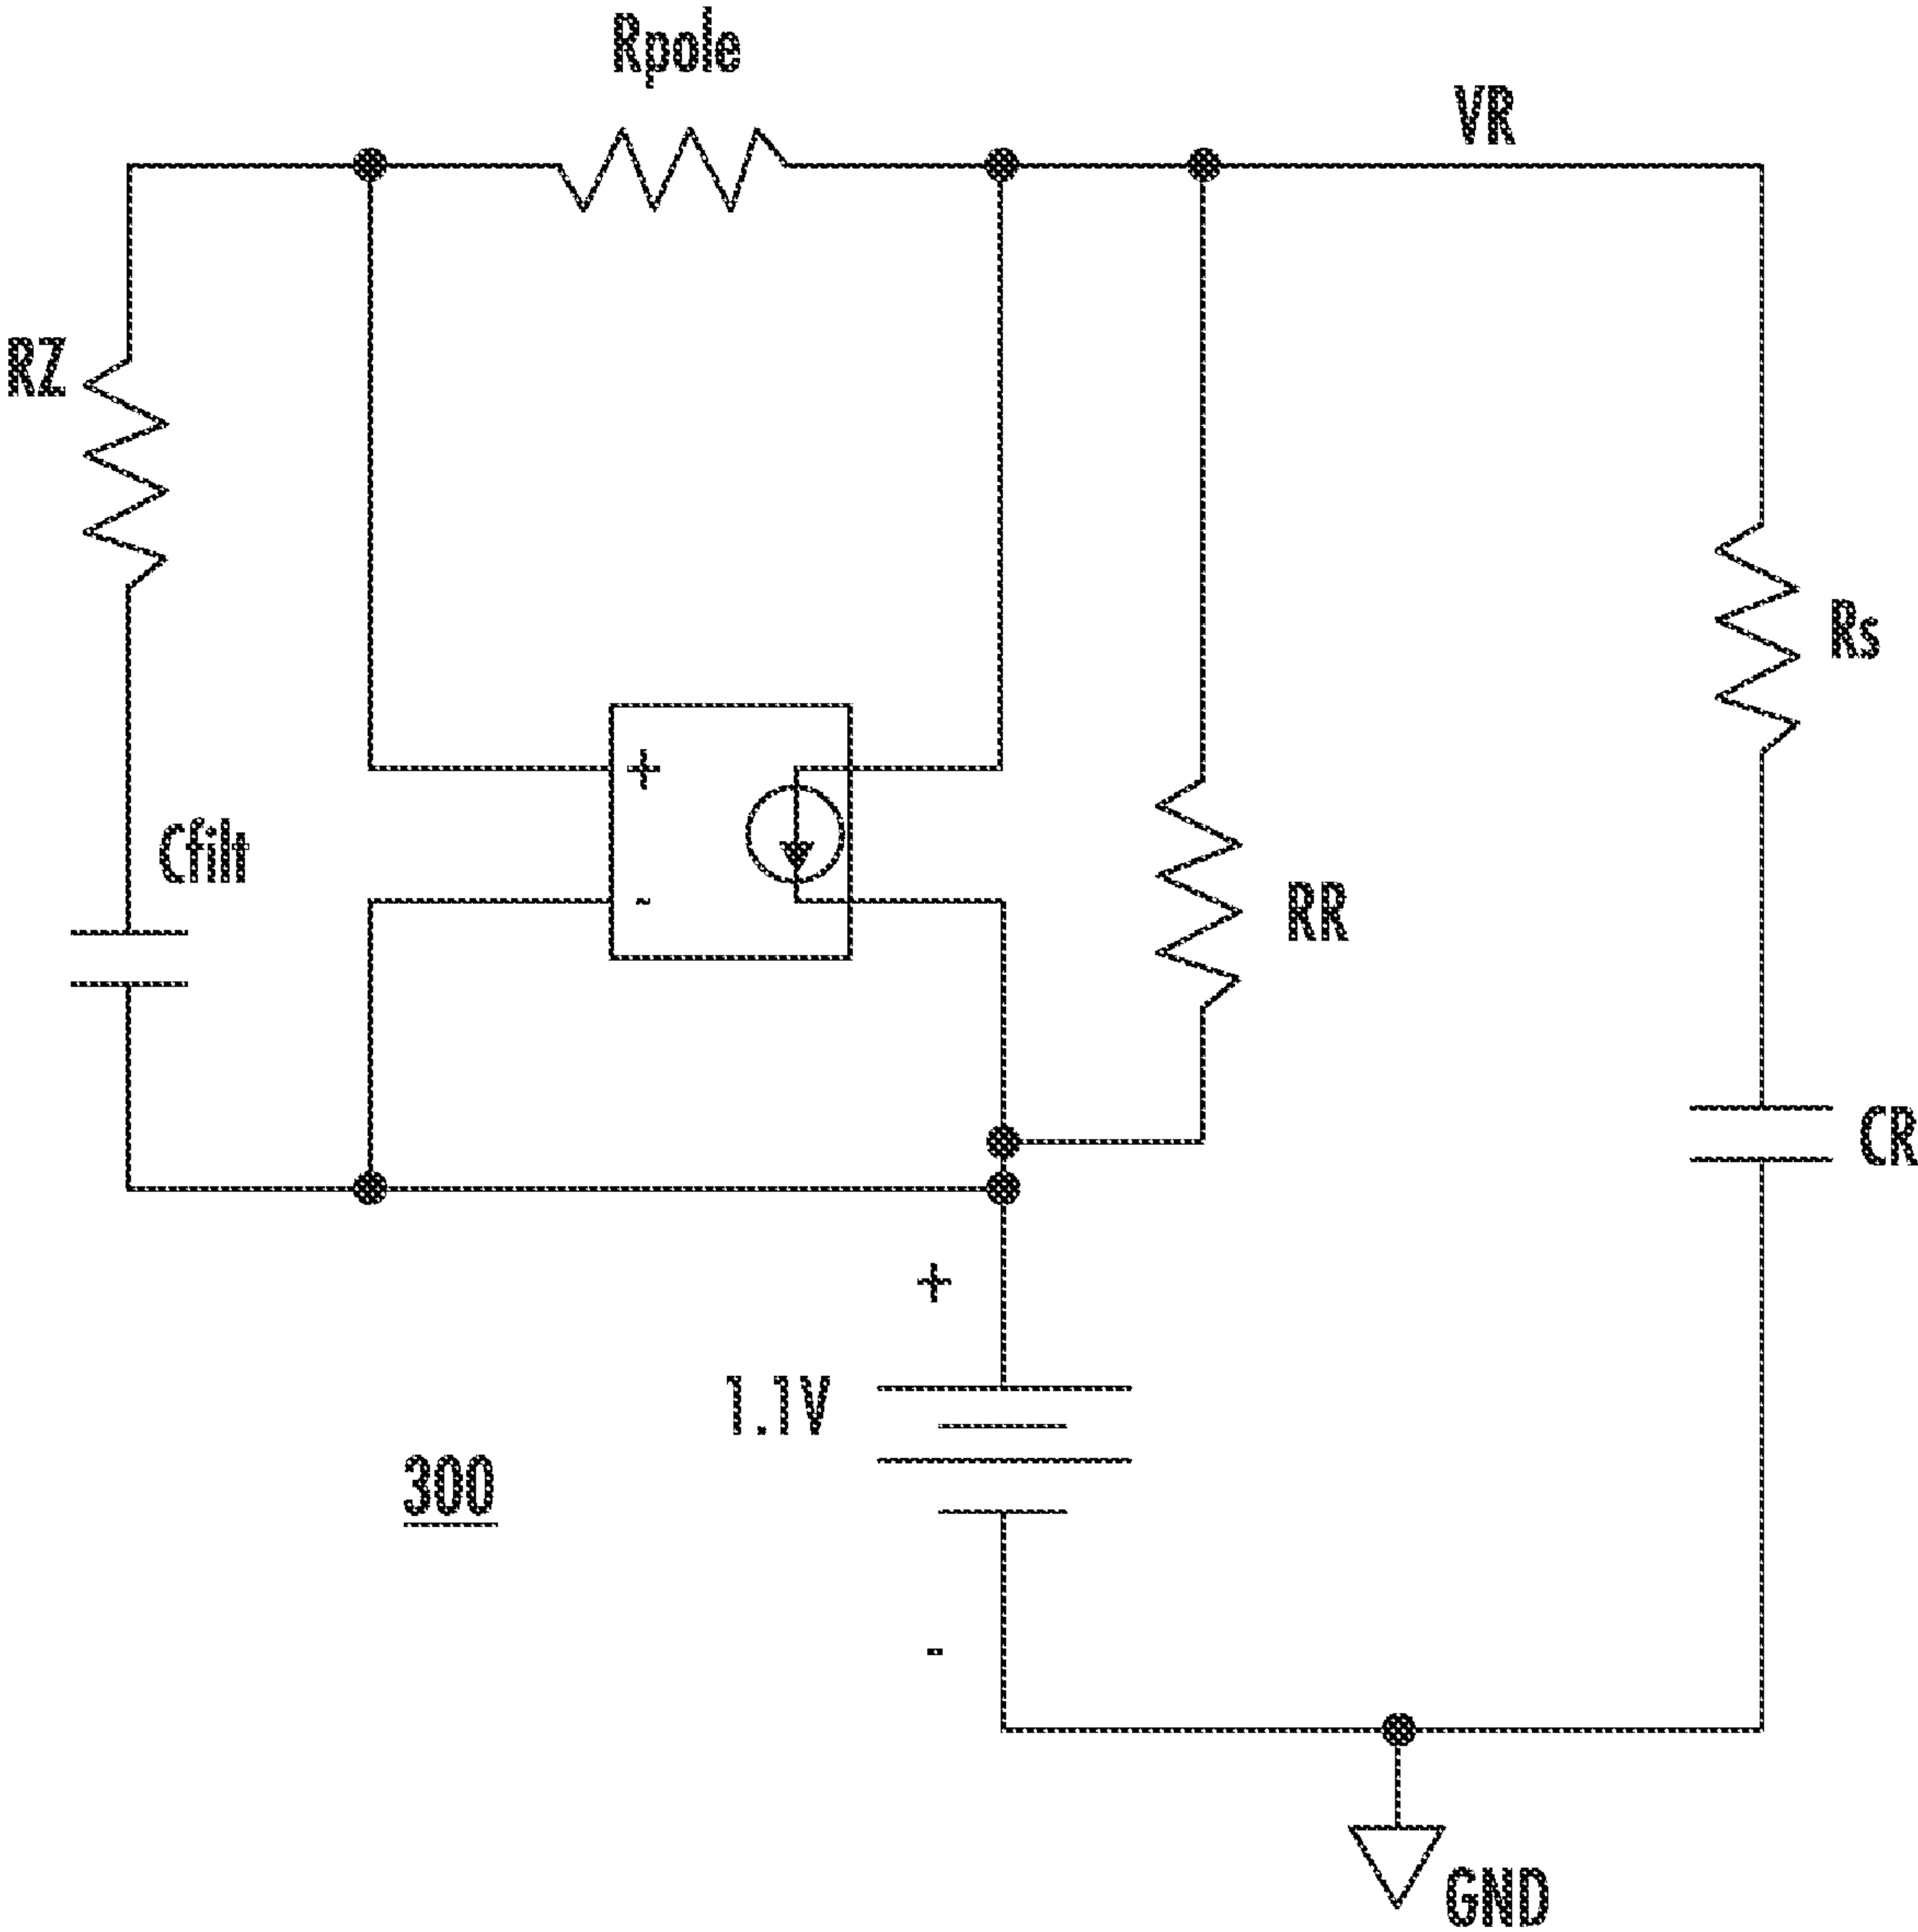 Rpole
VR
RZ
Rs
+
Cfilt
-
RR
CR
+
1.1V
300
-
GND